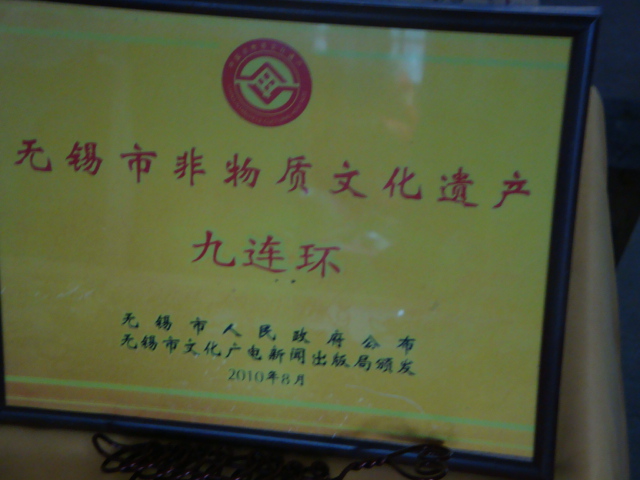 无锡市非物质文化遗产
九连环
无锡市人民政府公布
无锡市文化广电新闻出版局颁发
2010年8月